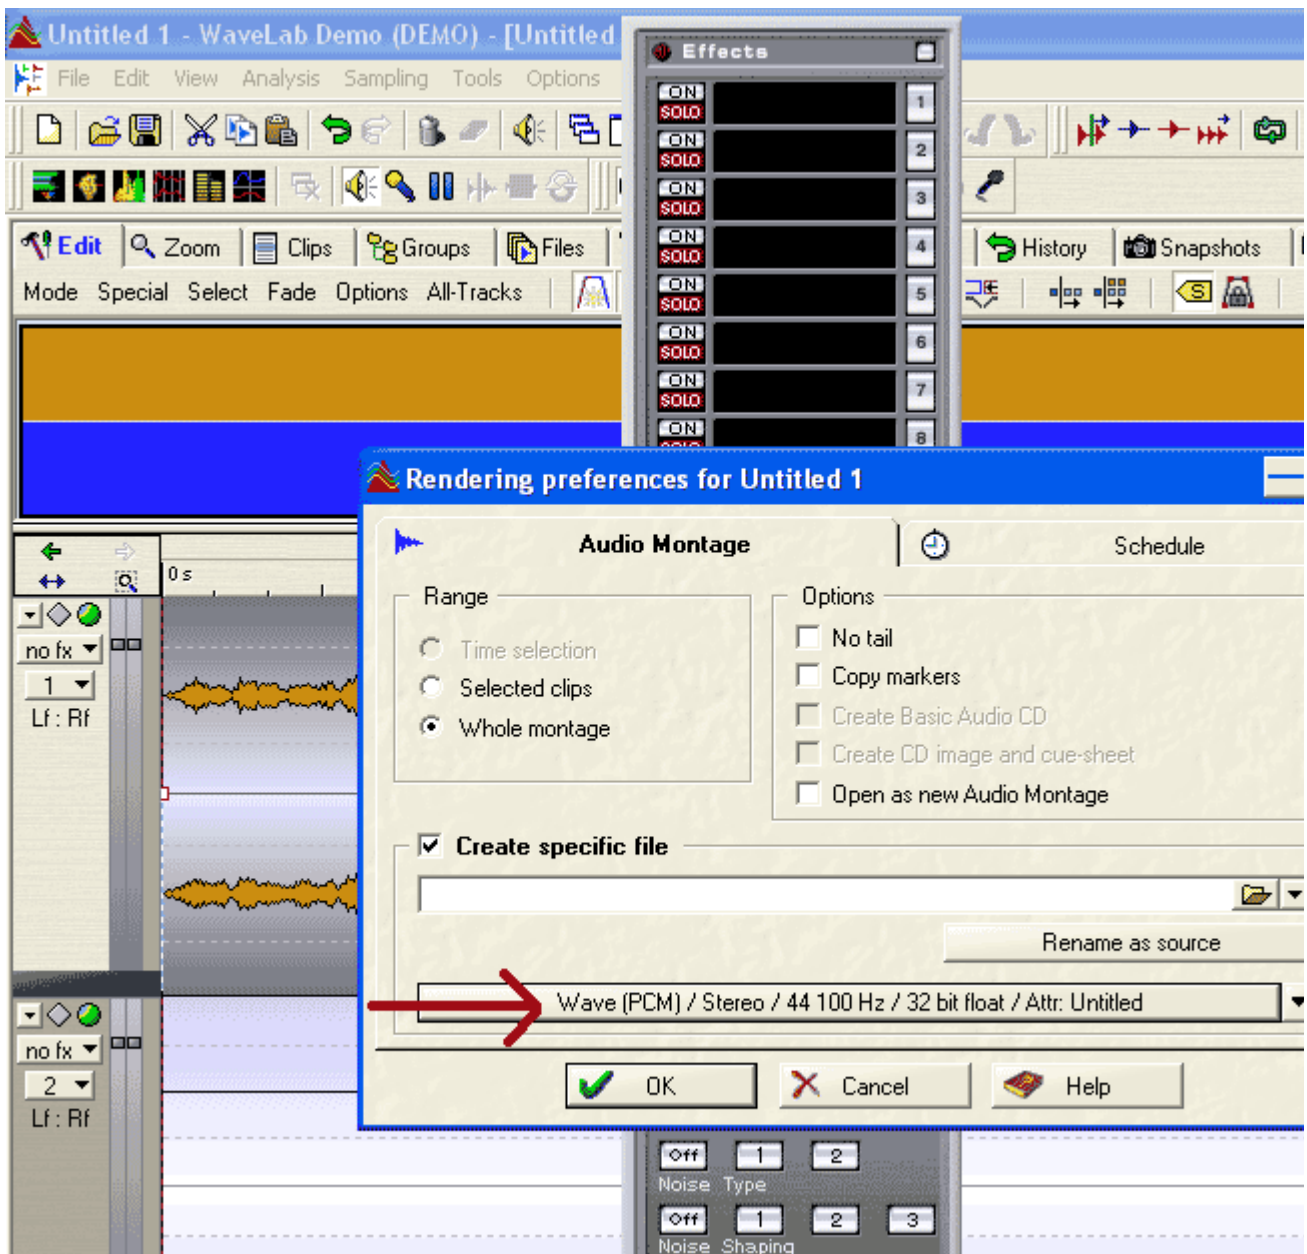 Untitled 1 - WaveLab Demo (DEMO) - [Untitled
File Edit View Analysis Sampling Tools Options
Effects
ON
SOLO
1
ON
SOLO
2
ON
SOLO
3
ON
SOLO
4
ON
SOLO
5
ON
SOLO
6
ON
SOLO
7
ON
SOLO
8
Edit Zoom Clips Groups Files History Snapshots
Mode Special Select Fade Options All-Tracks
S
Rendering preferences for Untitled 1
Audio Montage Schedule
0 s
Range
Time selection
Selected clips
Whole montage
Options
No tail
Copy markers
Create Basic Audio CD
Create CD image and cue-sheet
Open as new Audio Montage
no fx
1
Lf : Rf
Create specific file
Rename as source
Wave (PCM) / Stereo / 44 100 Hz / 32 bit float / Attr: Untitled
OK Cancel Help
no fx
2
Lf : Rf
Off 1 2
Noise Type
Off 1 2 3
Noise Shaping